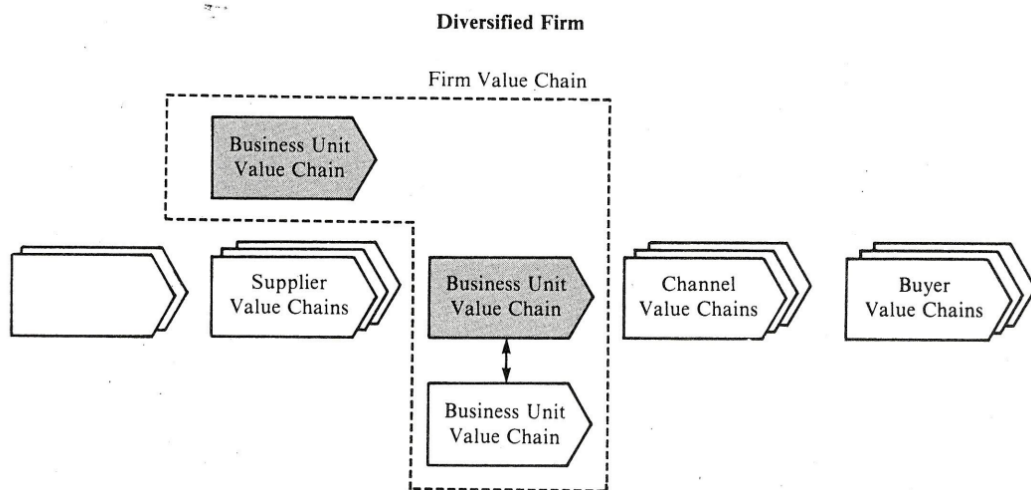 Diversified Firm
Firm Value Chain
Business Unit
Value Chain
Supplier
Value Chains
Business Unit
Value Chain
Channel
Value Chains
Buyer
Value Chains
Business Unit
Value Chain